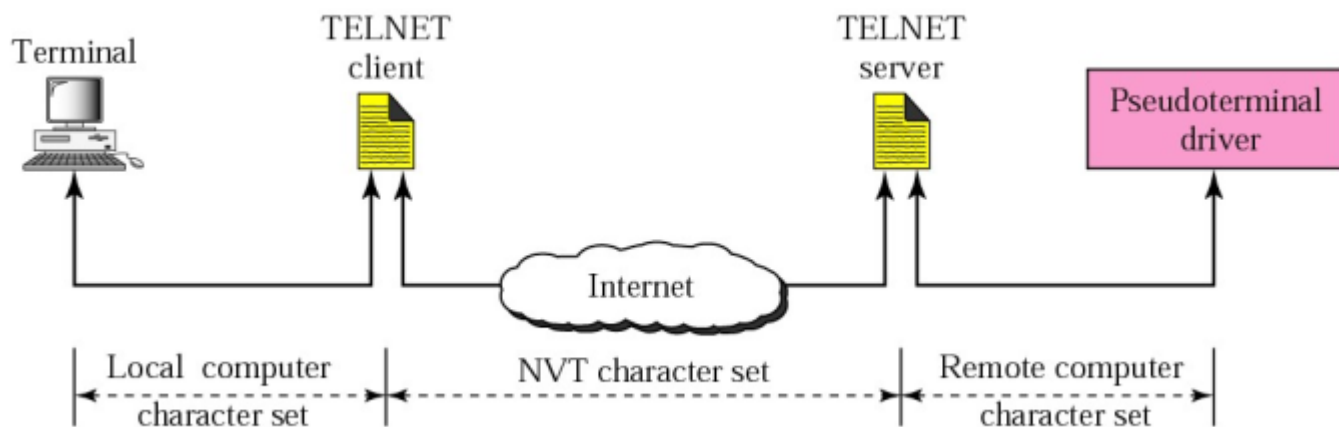 Terminal
TELNET
client
TELNET
server
Pseudoterminal
driver
Internet
Local computer
character set
NVT character set
Remote computer
character set